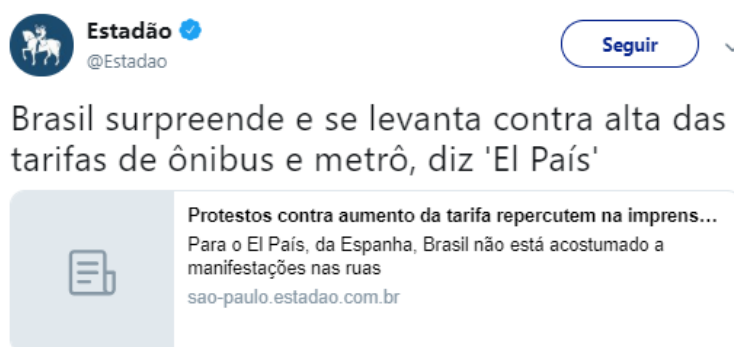 Estadão
@Estadao
Seguir
Brasil surpreende e se levanta contra alta das
tarifas de ônibus e metrô, diz 'El País'
Protestos contra aumento da tarifa repercutem na imprens...
Para o El País, da Espanha, Brasil não está acostumado a
manifestações nas ruas
sao-paulo.estadao.com.br